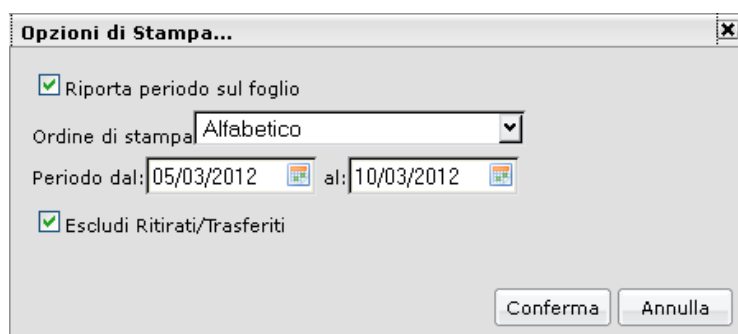 Opzioni di Stampa...
Riporta periodo sul foglio
Ordine di stampa Alfabetico
Periodo dal: 05/03/2012 al: 10/03/2012
Escludi Ritirati/Trasferiti
Conferma Annulla